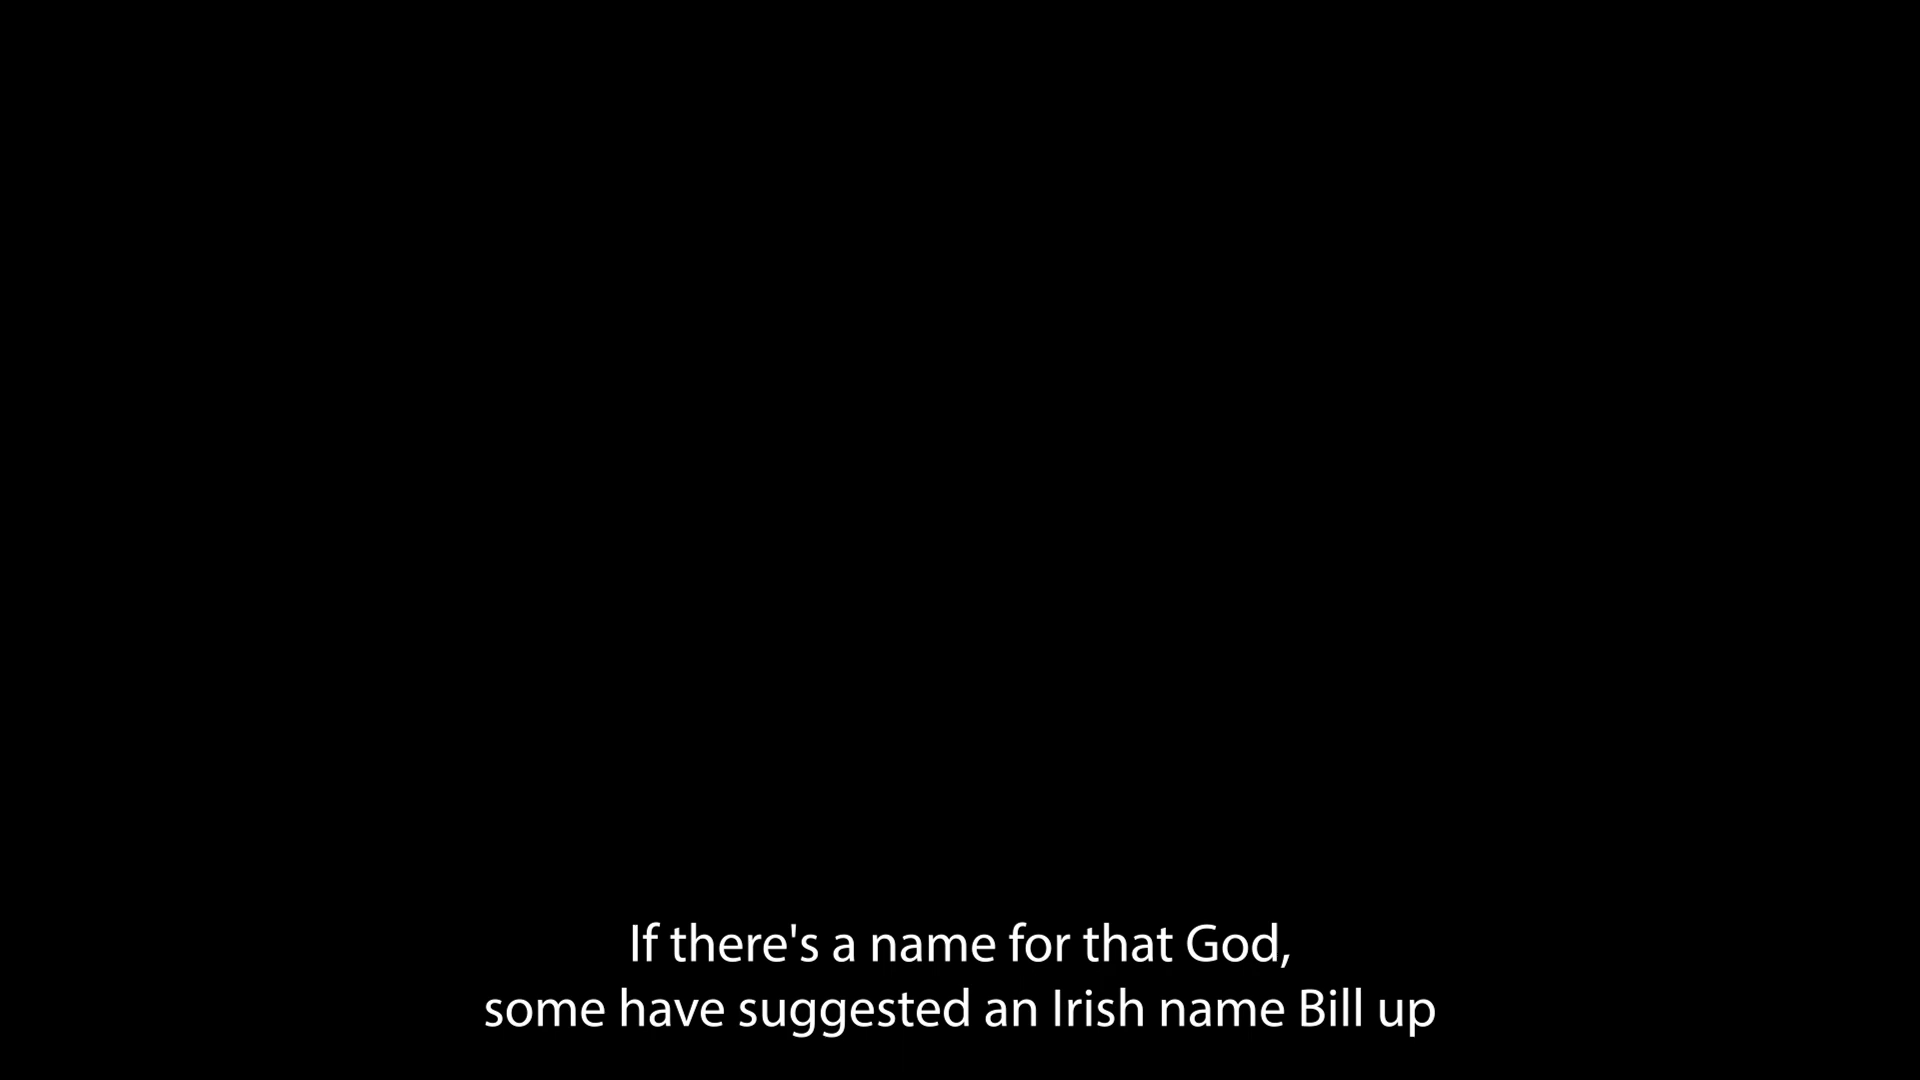 If there's a name for that God,
some have suggested an Irish name Bill up